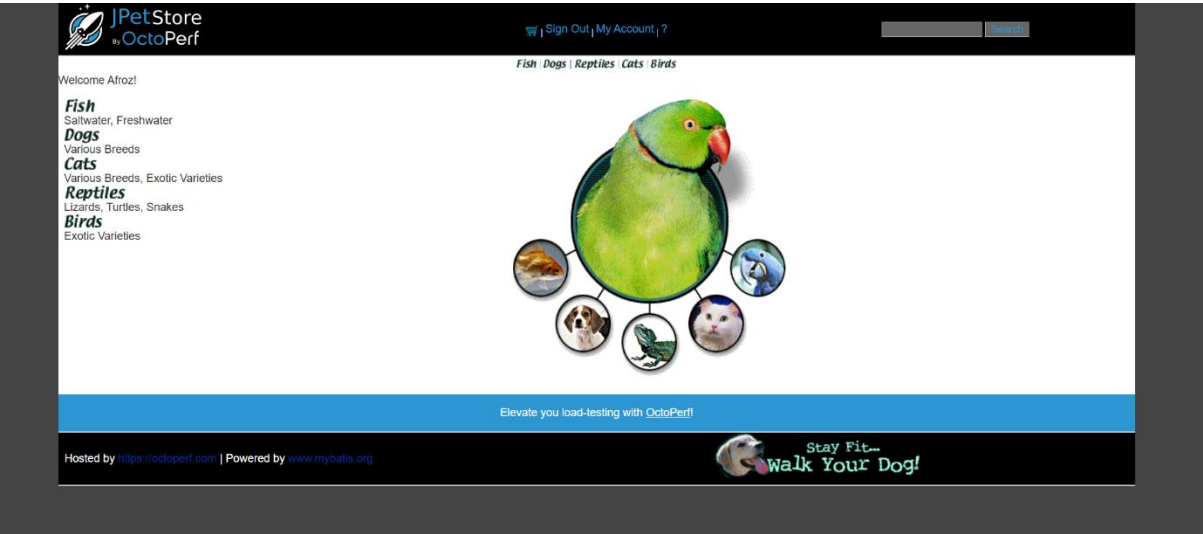 JPetStore
By OctoPerf
Sign Out | My Account | ?
Search
Fish | Dogs | Reptiles | Cats | Birds
Welcome Afroz!
Fish
Saltwater, Freshwater
Dogs
Various Breeds
Cats
Various Breeds, Exotic Varieties
Reptiles
Lizards, Turtles, Snakes
Birds
Exotic Varieties
Elevate you load-testing with OctoPerf!
Hosted by https://octoperf.com | Powered by www.mybatis.org
Stay Fit...
Walk Your Dog!